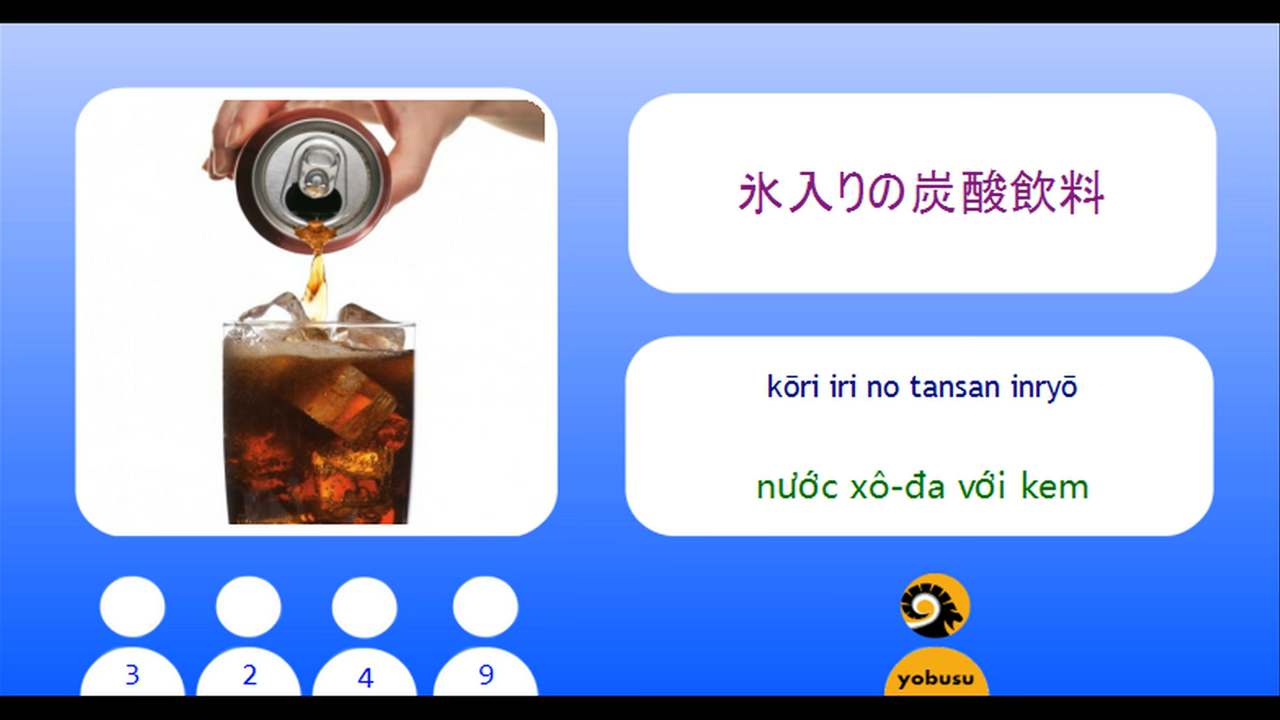 氷入りの炭酸飲料
kōri iri no tansan inryō
nước xô-đa với kem
3 2 4 9
yobusu